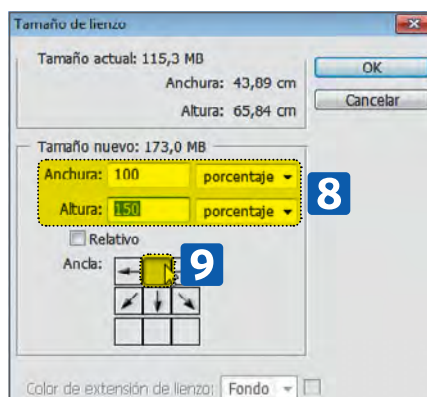 Tamaño de lienzo
Tamaño actual: 115,3 MB
Anchura: 43,89 cm
Altura: 65,84 cm
OK
Cancelar
Tamaño nuevo: 173,0 MB
Anchura: 100 porcentaje
Altura: 150 porcentaje
8
Relativo
Ancla:
9
Color de extensión de lienzo: Fondo